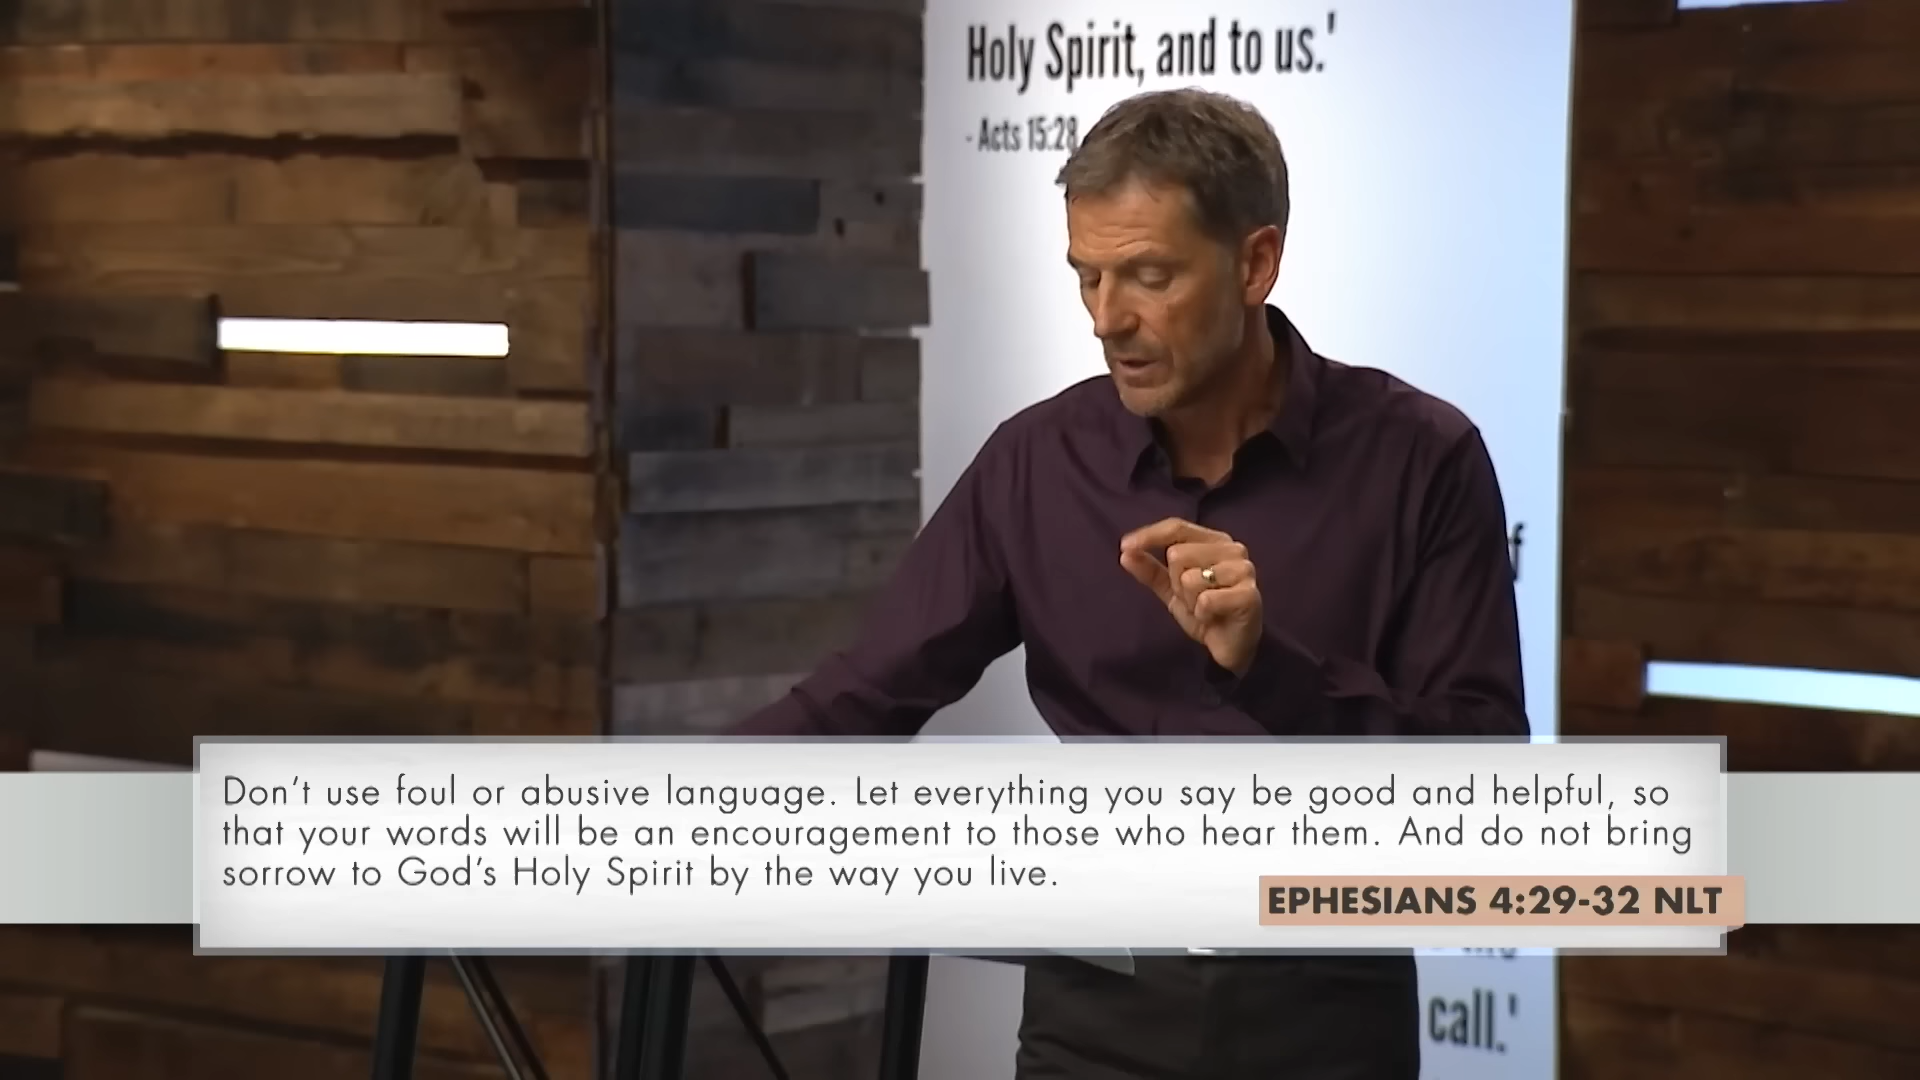 Holy Spirit, and to us.'
- Acts 15:28
Don't use foul or abusive language. Let everything you say be good and helpful, so
that your words will be an encouragement to those who hear them. And do not bring
sorrow to God's Holy Spirit by the way you live.
EPHESIANS 4:29-32 NLT
call.'